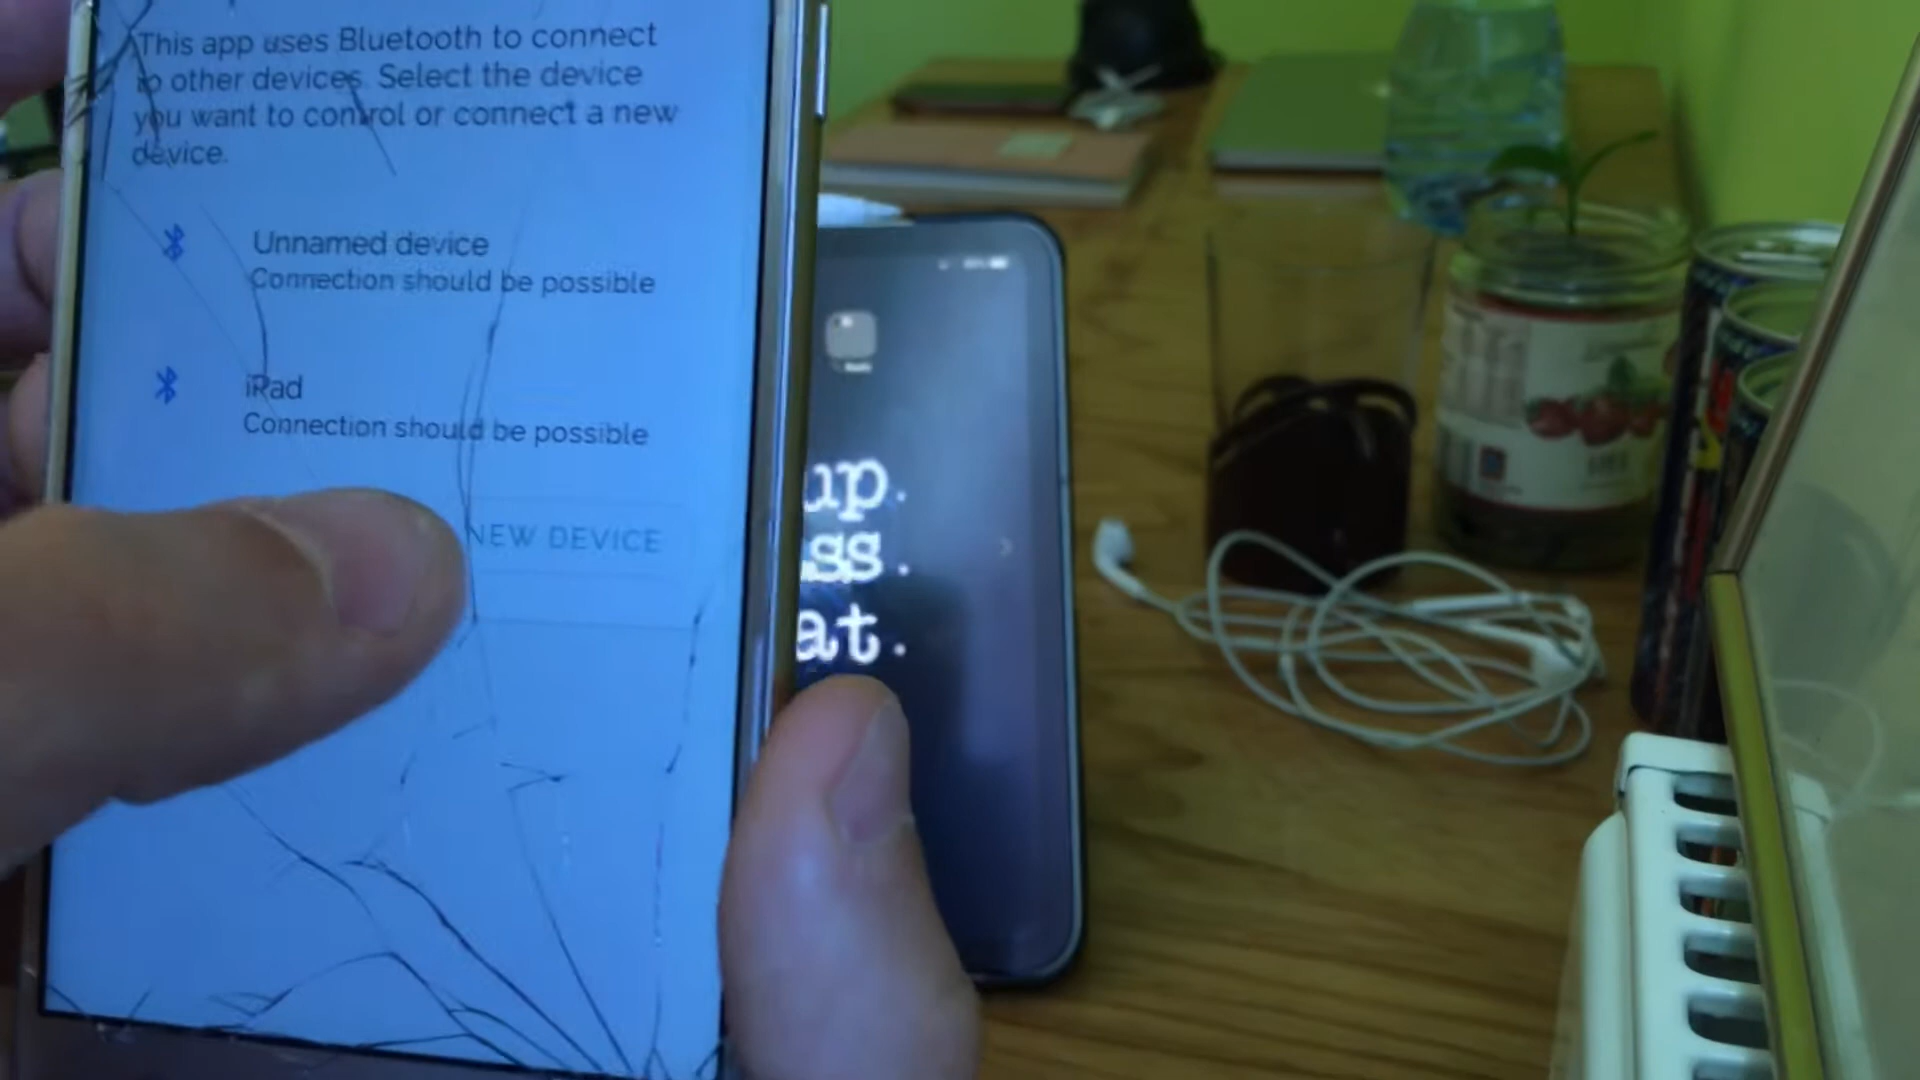 This app uses Bluetooth to connect
to other devices. Select the device
you want to control or connect a new
device.
Unnamed device
Connection should be possible
iPad
Connection should be possible
NEW DEVICE
up.
ss.
at.